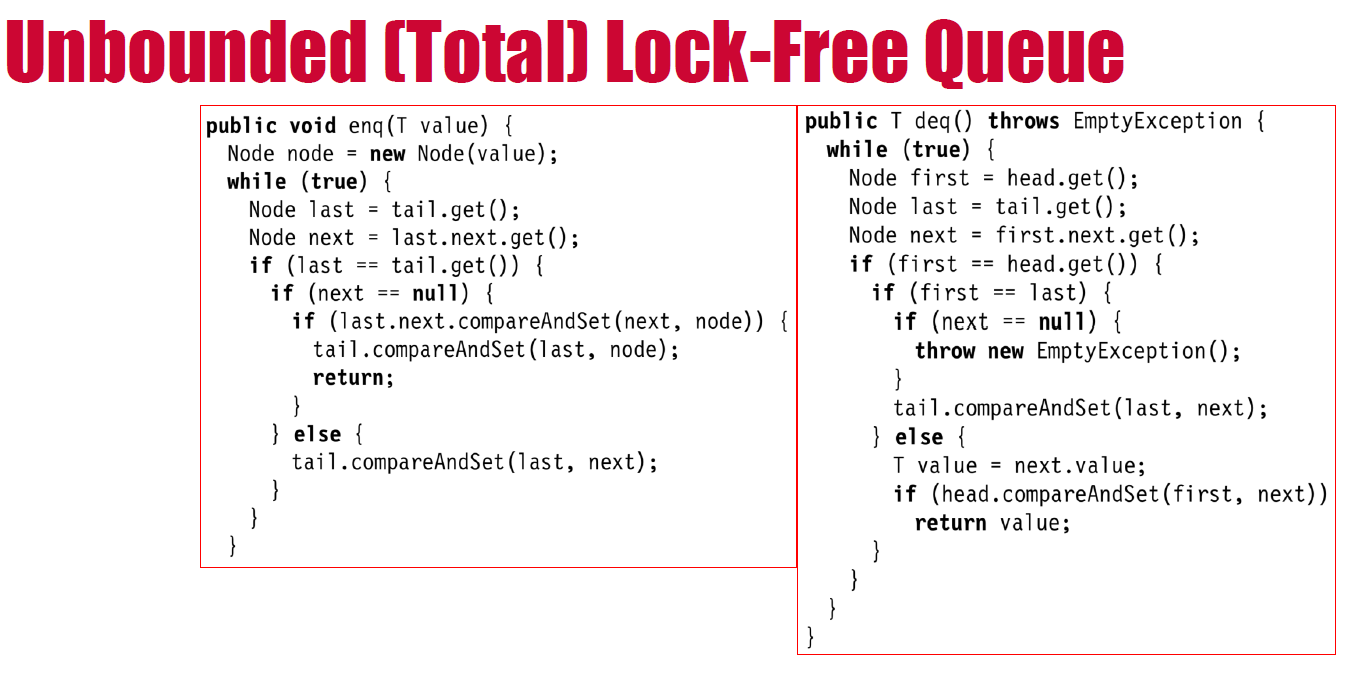 Unbounded (Total) Lock-Free Queue
public void enq(T value) {
Node node = new Node(value);
while (true) {
Node last = tail.get();
Node next = last.next.get();
if (last == tail.get()) {
if (next == null) {
if (last.next.compareAndSet(next, node)) {
tail.compareAndSet(last, node);
return;
}
} else {
tail.compareAndSet(last, next);
}
}
}
public T deq() throws EmptyException {
while (true) {
Node first = head.get();
Node last = tail.get();
Node next = first.next.get();
if (first == head.get()) {
if (first == last) {
if (next == null) {
throw new EmptyException();
}
tail.compareAndSet(last, next);
} else {
T value = next.value;
if (head.compareAndSet(first, next))
return value;
}
}
}
}